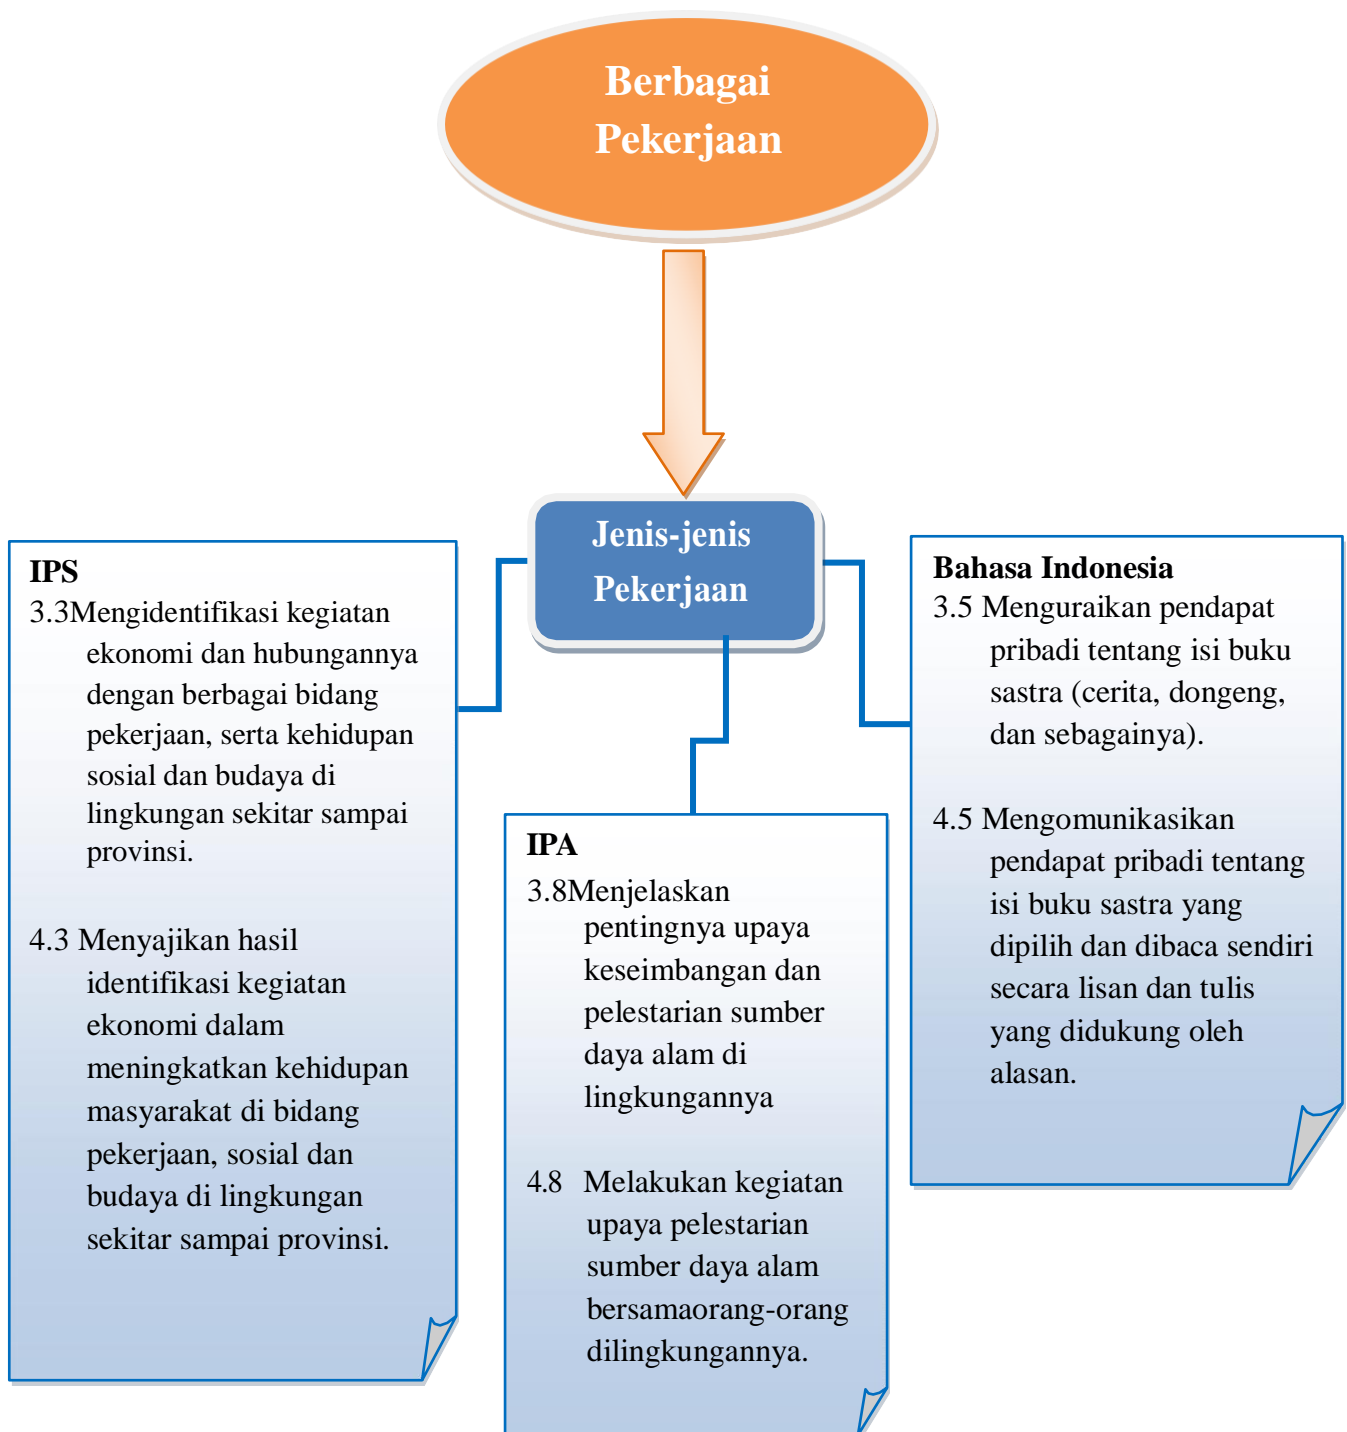 Berbagai
Pekerjaan
Jenis-jenis
Pekerjaan
IPS
3.3Mengidentifikasi kegiatan
ekonomi dan hubungannya
dengan berbagai bidang
pekerjaan, serta kehidupan
sosial dan budaya di
lingkungan sekitar sampai
provinsi.
4.3 Menyajikan hasil
identifikasi kegiatan
ekonomi dalam
meningkatkan kehidupan
masyarakat di bidang
pekerjaan, sosial dan
budaya di lingkungan
sekitar sampai provinsi.
IPA
3.8Menjelaskan
pentingnya upaya
keseimbangan dan
pelestarian sumber
daya alam di
lingkungannya
4.8 Melakukan kegiatan
upaya pelestarian
sumber daya alam
bersamaorang-orang
dilingkungannya.
Bahasa Indonesia
3.5 Menguraikan pendapat
pribadi tentang isi buku
sastra (cerita, dongeng,
dan sebagainya).
4.5 Mengomunikasikan
pendapat pribadi tentang
isi buku sastra yang
dipilih dan dibaca sendiri
secara lisan dan tulis
yang didukung oleh
alasan.